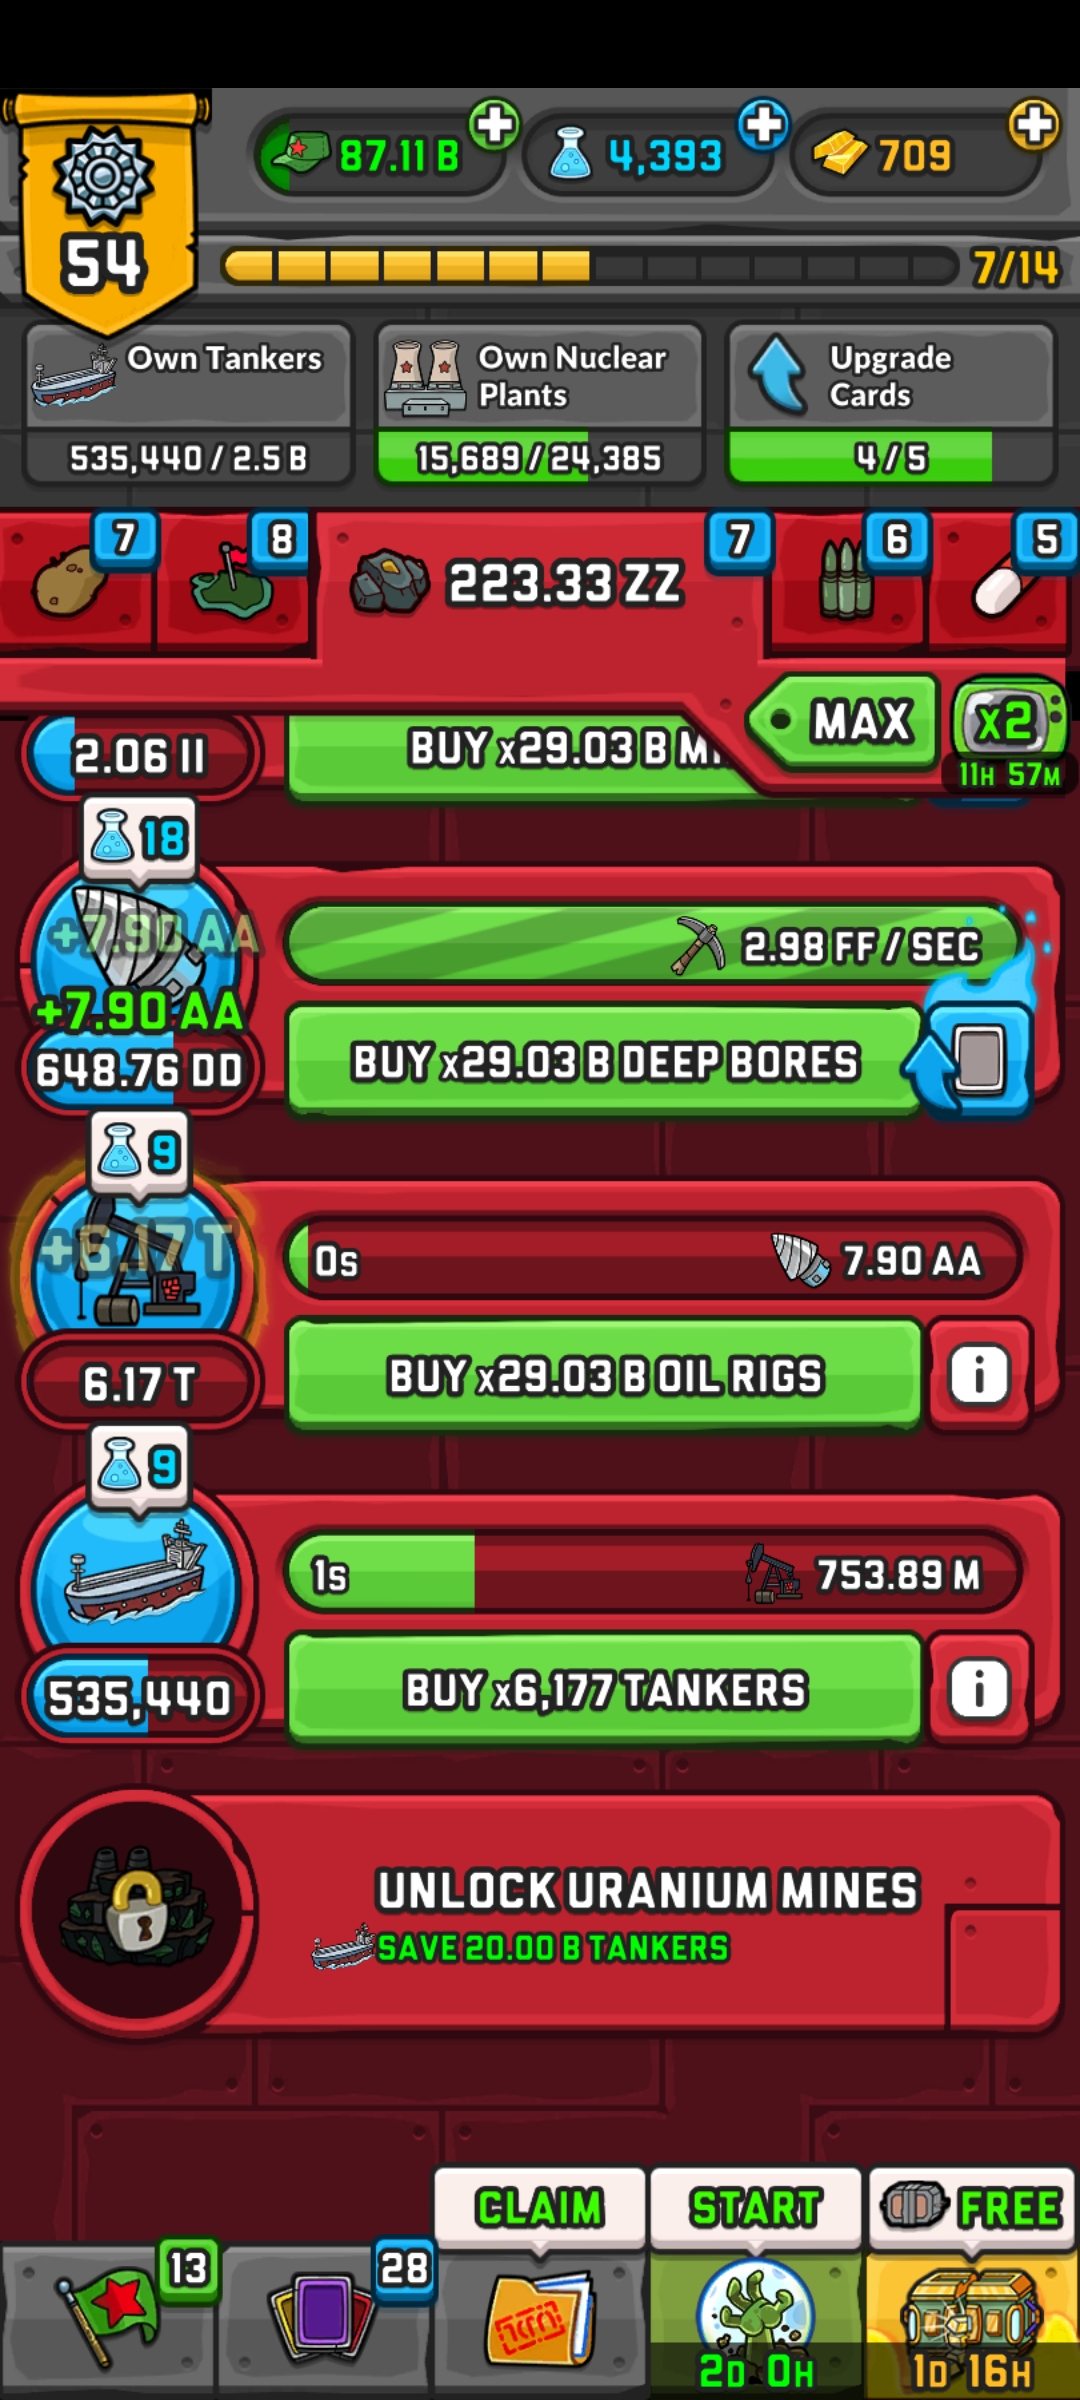 87.11 B
4,393
709
54
7/14
Own Tankers
535,440 / 2.5 B
Own Nuclear
Plants
15,689 / 24,385
Upgrade
Cards
4 / 5
7
8
223.33 ZZ
7
6
5
MAX
x2
11H 57M
2.06 II
BUY x29.03 B M
18
+7.90 AA
+7.90 AA
648.76 DD
2.98 FF / SEC
BUY x29.03 B DEEP BORES
9
+6.17 T
6.17 T
0s
7.90 AA
BUY x29.03 B OIL RIGS
i
9
535,440
1s
753.89 M
BUY x6,177 TANKERS
i
UNLOCK URANIUM MINES
SAVE 20.00 B TANKERS
CLAIM
START
FREE
13
28
2D 0H
1D 16H